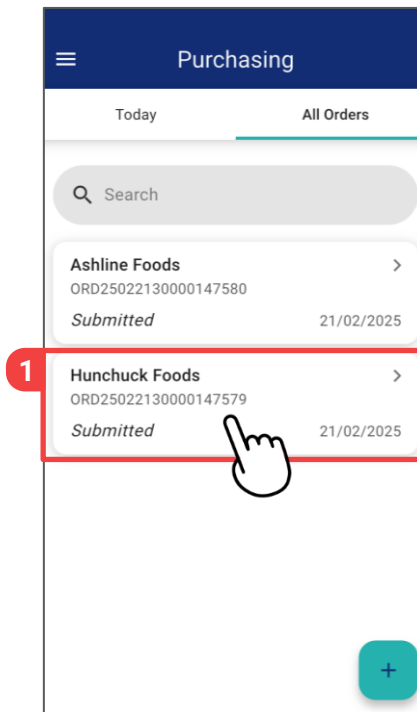 Purchasing
Today All Orders
Search
Ashline Foods
ORD25022130000147580
Submitted 21/02/2025
1
Hunchuck Foods
ORD25022130000147579
Submitted 21/02/2025
+